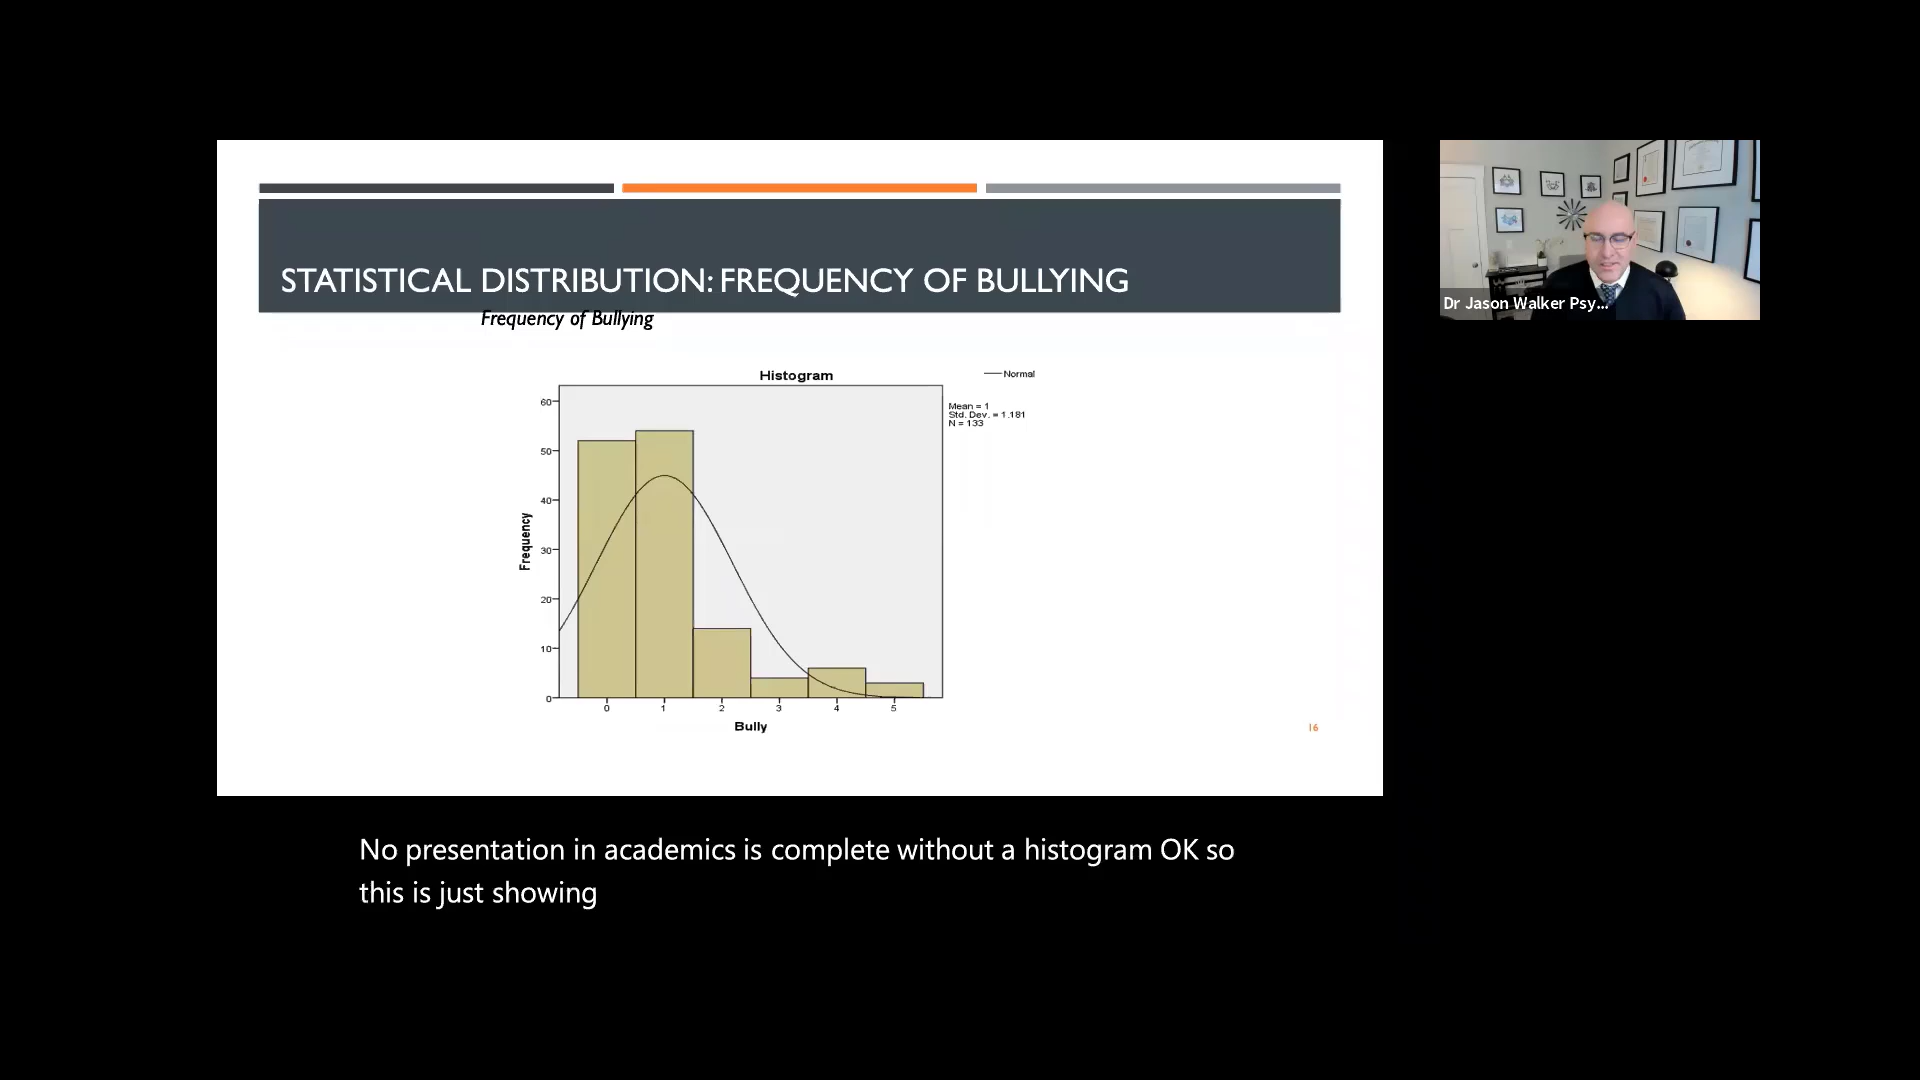 STATISTICAL DISTRIBUTION: FREQUENCY OF BULLYING
Frequency of Bullying
Histogram
Normal
Mean = 1
Std. Dev. = 1.181
N = 133
60
50
40
30
20
10
0
Frequency
0 1 2 3 4 5
Bully
16
Dr Jason Walker Psy...
No presentation in academics is complete without a histogram OK so
this is just showing